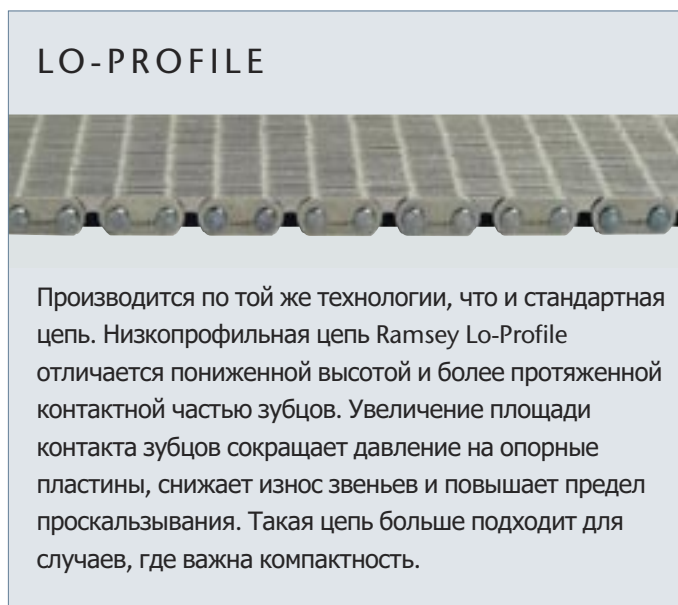 LO-PROFILE
Производится по той же технологии, что и стандартная
цепь. Низкопрофильная цепь Ramsey Lo-Profile
отличается пониженной высотой и более протяженной
контактной частью зубцов. Увеличение площади
контакта зубцов сокращает давление на опорные
пластины, снижает износ звеньев и повышает предел
проскальзывания. Такая цепь больше подходит для
случаев, где важна компактность.